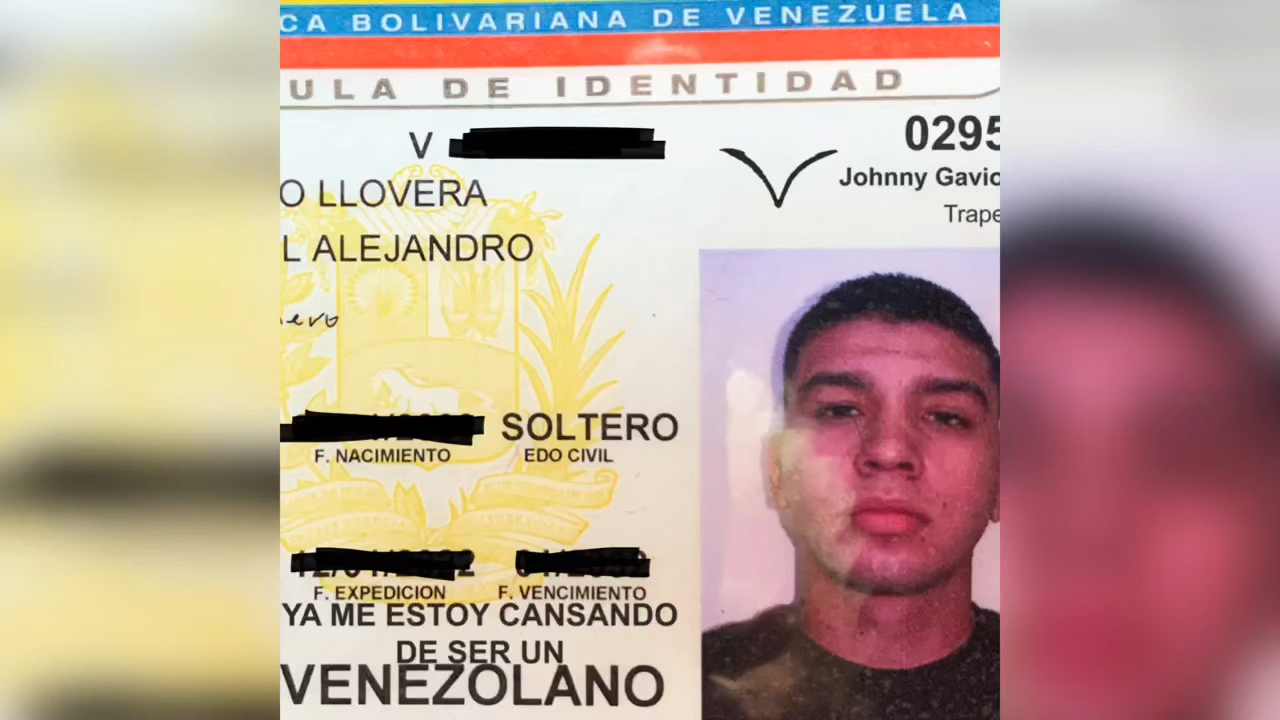 CA BOLIVARIANA DE VENEZUELA
ULA DE IDENTIDAD
V
0295
Johnny Gavic
Trape
O LLOVERA
L ALEJANDRO
SOLTERO
F. NACIMIENTO
EDO CIVIL
F. EXPEDICION
F. VENCIMIENTO
YA ME ESTOY CANSANDO
DE SER UN
VENEZOLANO